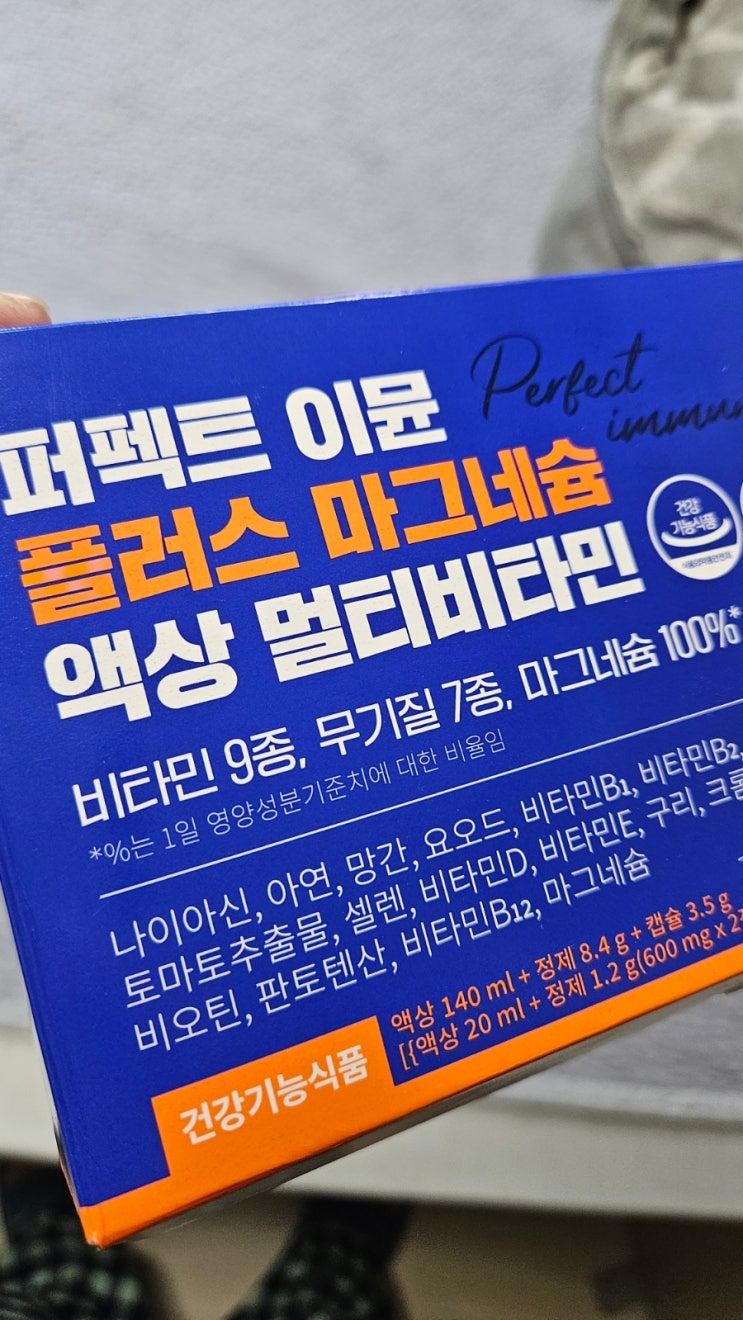 Perfect
퍼펙트 이뮨
플러스 마그네슘
액상 멀티비타민
건강
기능식품
비타민 9종, 무기질 7종, 마그네슘 100%*
*%는 1일 영양성분기준치에 대한 비율임
나이아신, 아연, 망간, 요오드, 비타민B1, 비타민B2,
토마토추출물, 셀렌, 비타민D, 비타민E, 구리, 크롬
비오틴, 판토텐산, 비타민B12, 마그네슘
액상 140 ml + 정제 8.4 g + 캡슐 3.5 g
[{액상 20 ml + 정제 1.2 g(600 mg x 2
건강기능식품